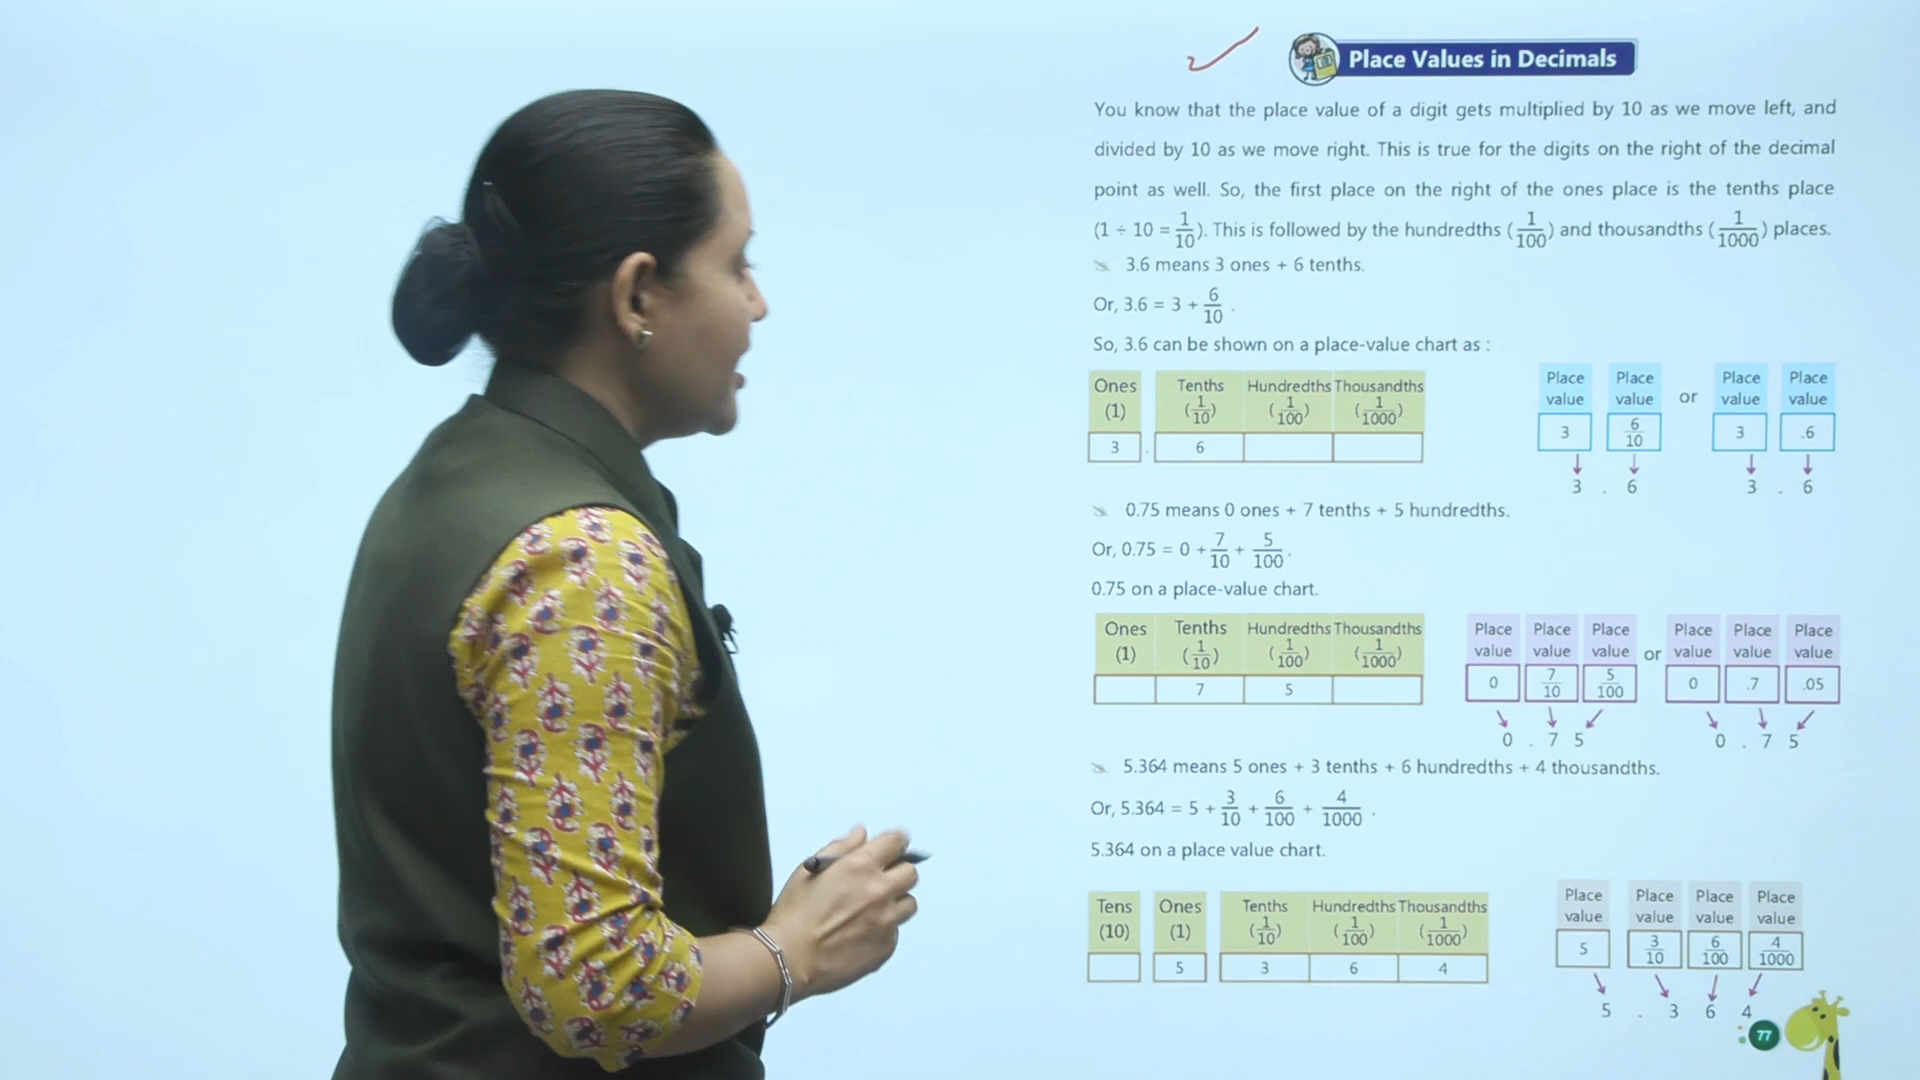 Place Values in Decimals
You know that the place value of a digit gets multiplied by 10 as we move left, and
divided by 10 as we move right. This is true for the digits on the right of the decimal
point as well. So, the first place on the right of the ones place is the tenths place
(1 ÷ 10 = 1/10). This is followed by the hundredths (1/100) and thousandths (1/1000) places.
3.6 means 3 ones + 6 tenths.
Or, 3.6 = 3 + 6/10 .
So, 3.6 can be shown on a place-value chart as :
Ones Tenths Hundredths Thousandths
(1) (1/10) (1/100) (1/1000)
3 . 6
Place value Place value or Place value Place value
3 6/10 3 .6
3 . 6 3 . 6
0.75 means 0 ones + 7 tenths + 5 hundredths.
Or, 0.75 = 0 + 7/10 + 5/100 .
0.75 on a place-value chart.
Ones Tenths Hundredths Thousandths
(1) (1/10) (1/100) (1/1000)
7 5
Place value Place value Place value or Place value Place value Place value
0 7/10 5/100 0 .7 .05
0 . 7 5 0 . 7 5
5.364 means 5 ones + 3 tenths + 6 hundredths + 4 thousandths.
Or, 5.364 = 5 + 3/10 + 6/100 + 4/1000 .
5.364 on a place value chart.
Tens Ones Tenths Hundredths Thousandths
(10) (1) (1/10) (1/100) (1/1000)
5 3 6 4
Place value Place value Place value Place value
5 3/10 6/100 4/1000
5 . 3 6 4
77